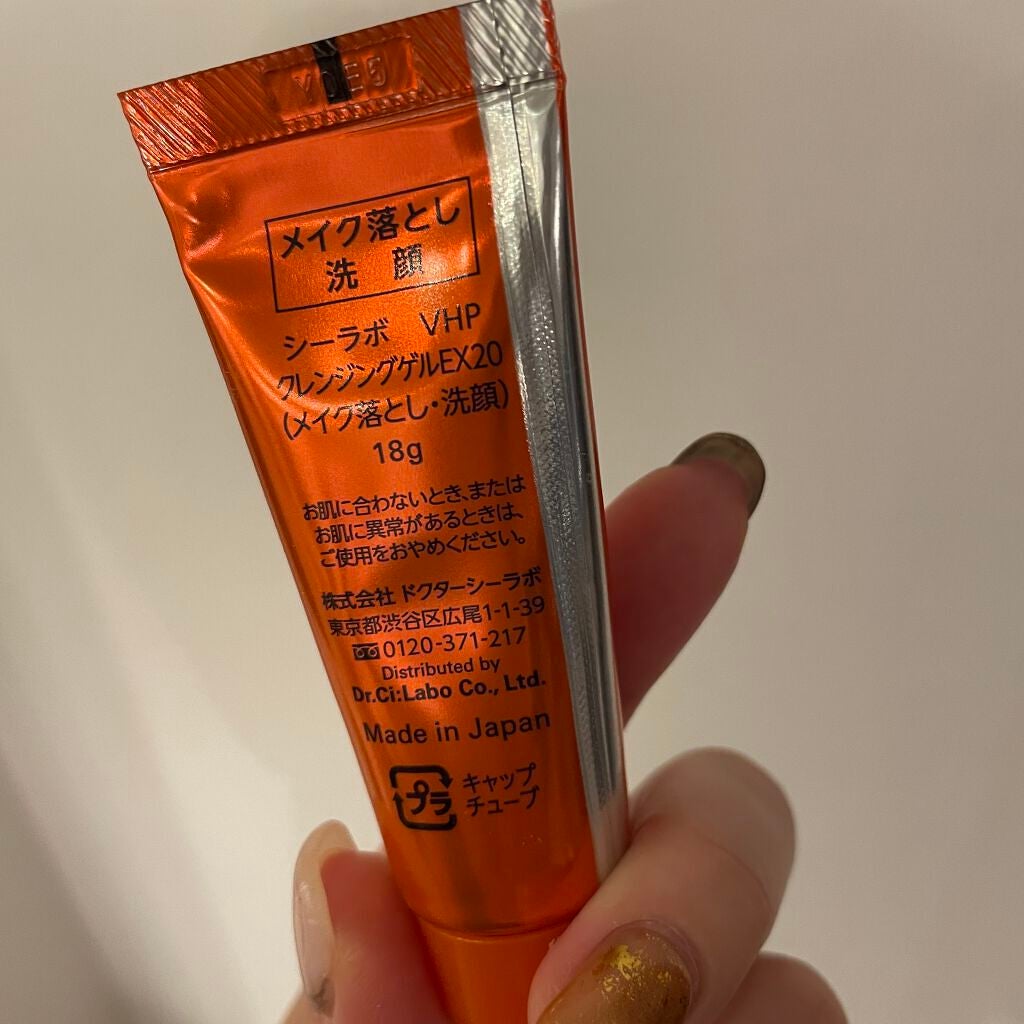 メイク落とし
洗 顔
シーラボ VHP
クレンジングゲルEX20
(メイク落とし・洗顔)
18g
お肌に合わないとき、または
お肌に異常があるときは、
ご使用をおやめください。
株式会社 ドクターシーラボ
東京都渋谷区広尾1-1-39
0120-371-217
Distributed by
Dr.Ci:Labo Co., Ltd.
Made in Japan
プラ キャップ
チューブ